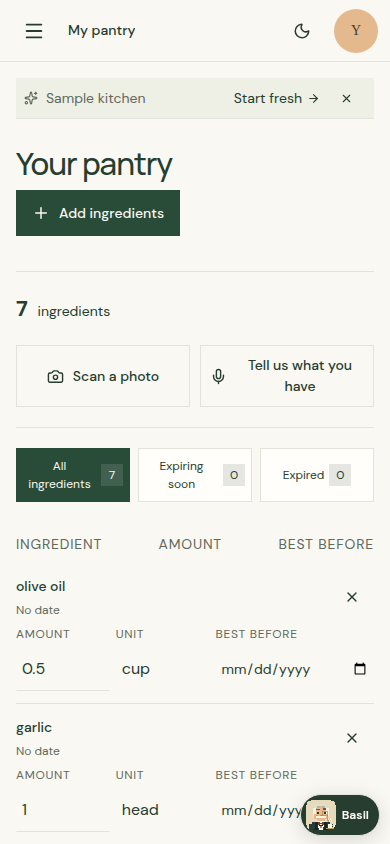 My pantry
Y
Sample kitchen
Start fresh →
Your pantry
Add ingredients
7 ingredients
Scan a photo
Tell us what you
have
All
ingredients
7
Expiring
soon
0
Expired 0
INGREDIENT AMOUNT BEST BEFORE
olive oil
No date
AMOUNT UNIT BEST BEFORE
0.5 cup mm/dd/yyyy
garlic
No date
AMOUNT UNIT BEST BEFORE
1 head mm/dd/yyyy
Basil